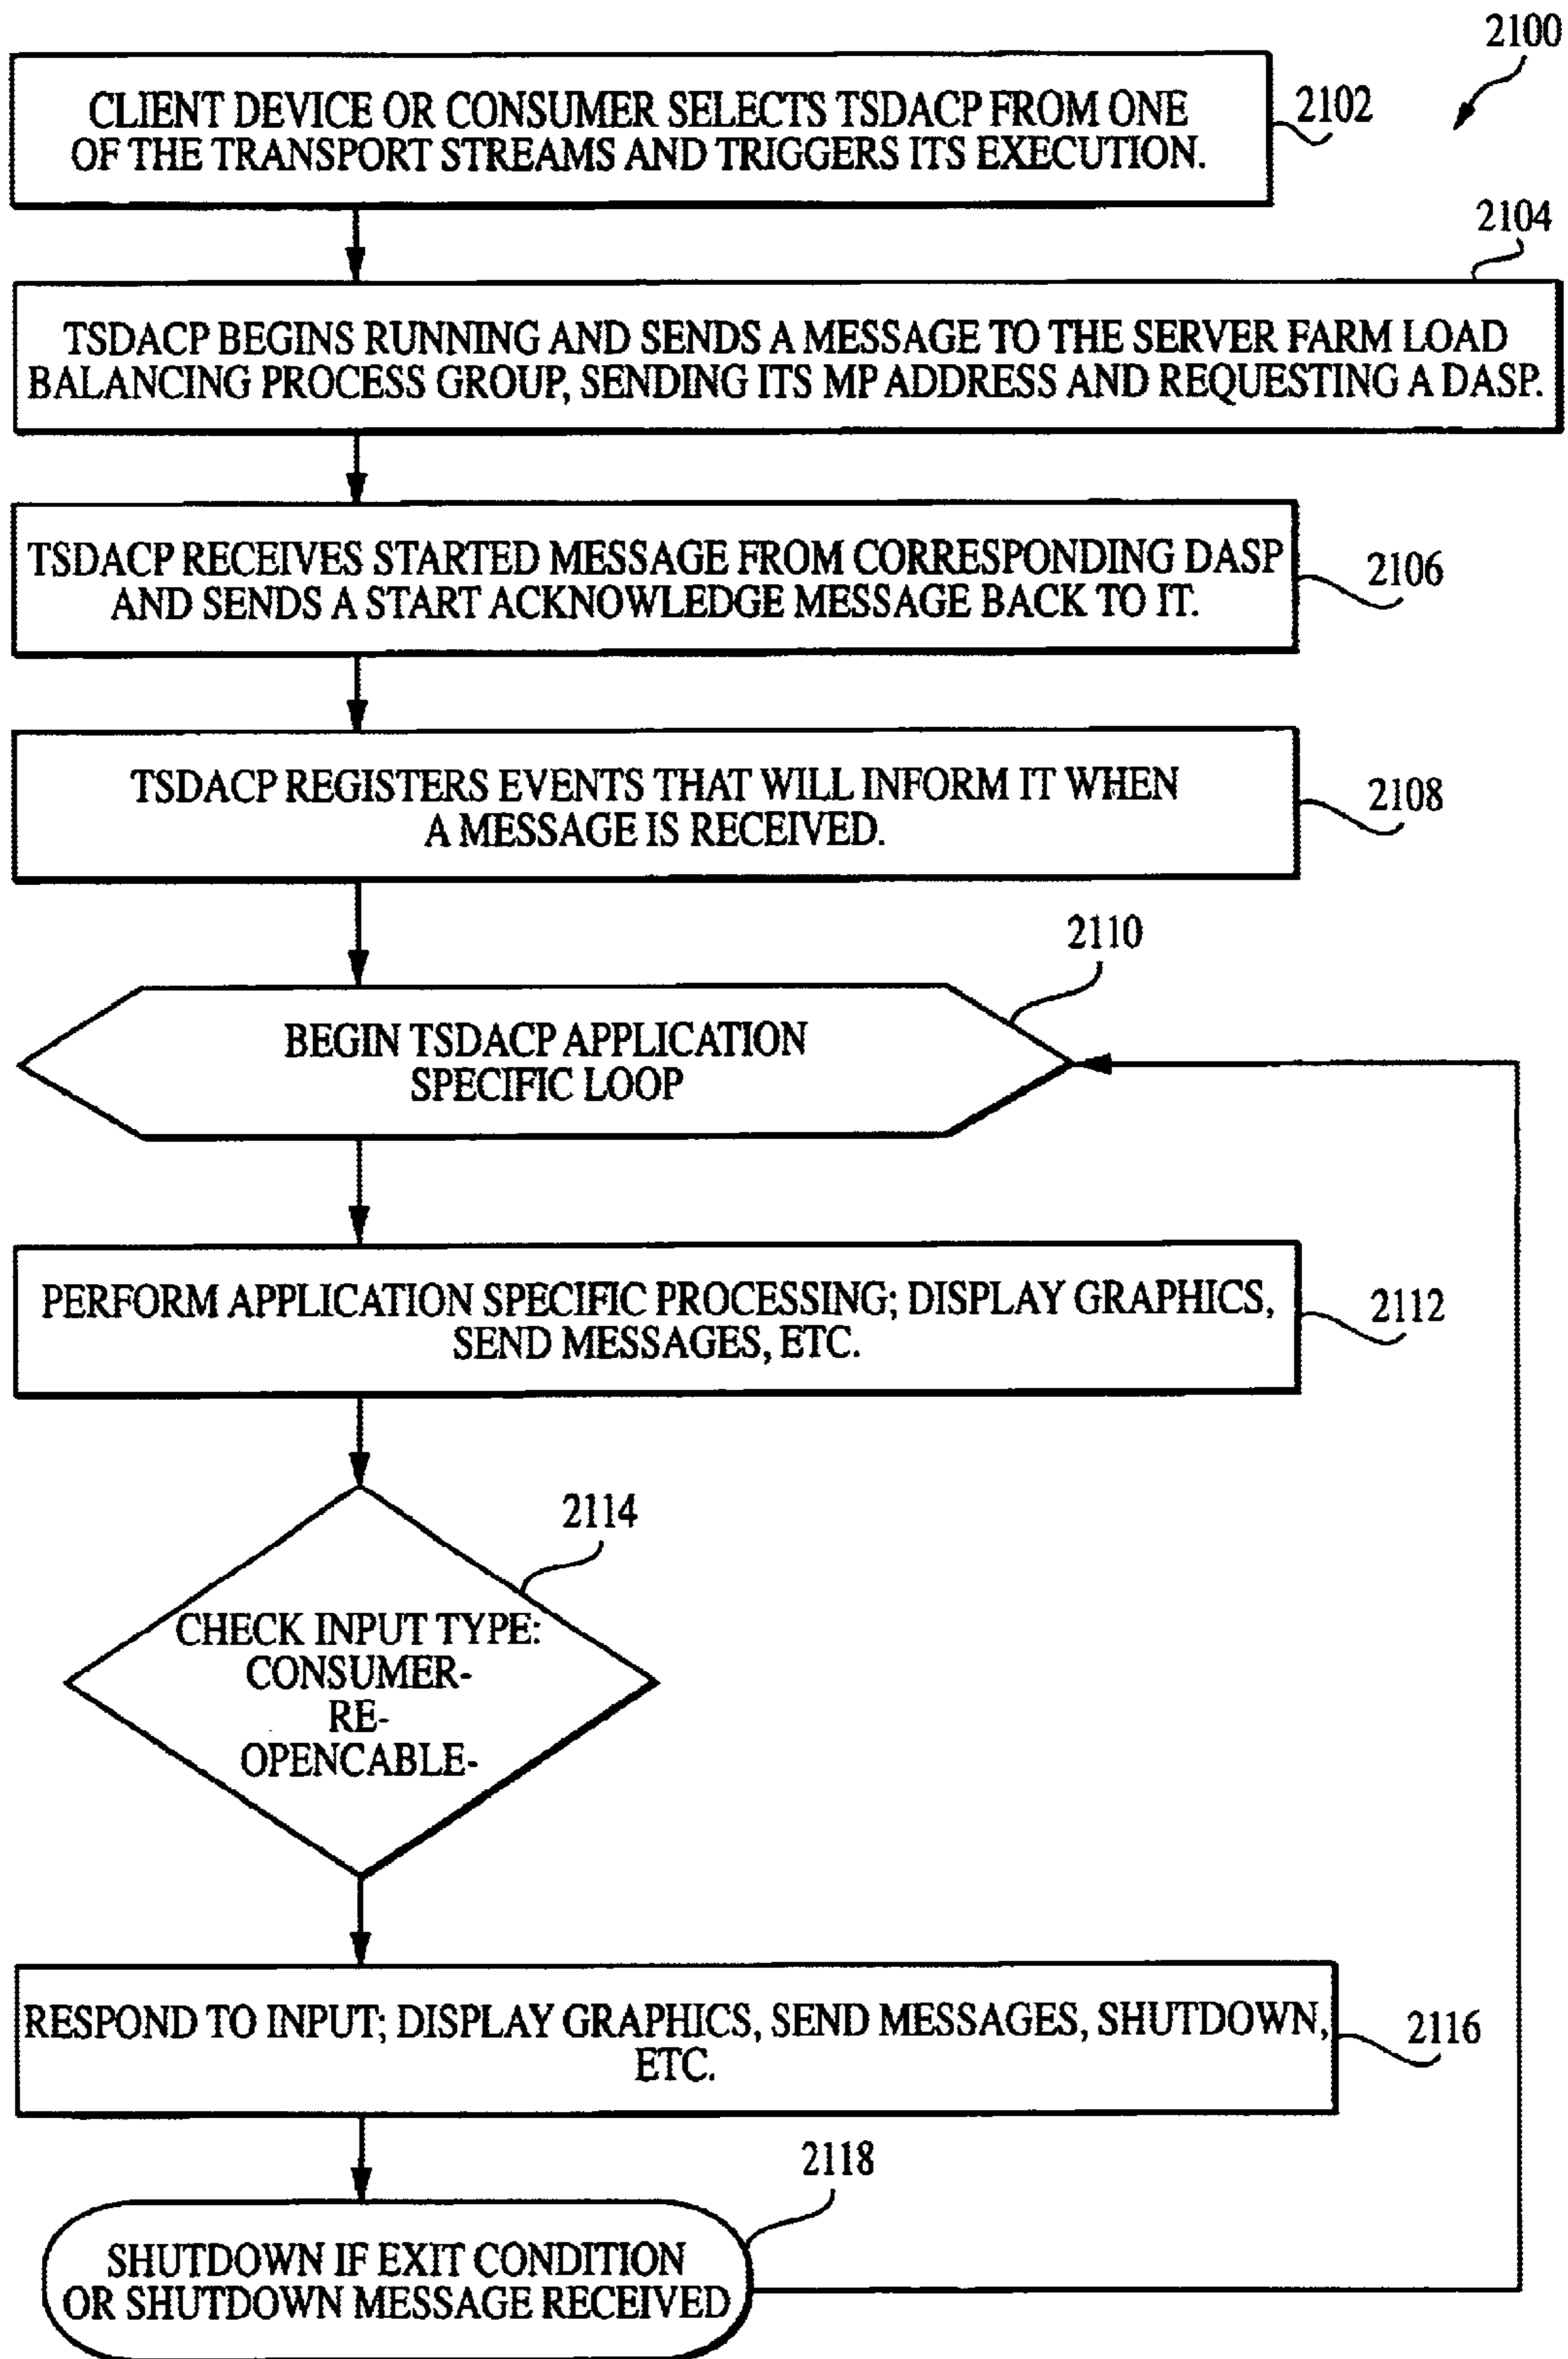 2100
CLIENT DEVICE OR CONSUMER SELECTS TSDACP FROM ONE
OF THE TRANSPORT STREAMS AND TRIGGERS ITS EXECUTION.
2102
2104
TSDACP BEGINS RUNNING AND SENDS A MESSAGE TO THE SERVER FARM LOAD
BALANCING PROCESS GROUP, SENDING ITS MP ADDRESS AND REQUESTING A DASP.
TSDACP RECEIVES STARTED MESSAGE FROM CORRESPONDING DASP
AND SENDS A START ACKNOWLEDGE MESSAGE BACK TO IT.
2106
TSDACP REGISTERS EVENTS THAT WILL INFORM IT WHEN
A MESSAGE IS RECEIVED.
2108
2110
BEGIN TSDACP APPLICATION
SPECIFIC LOOP
PERFORM APPLICATION SPECIFIC PROCESSING; DISPLAY GRAPHICS,
SEND MESSAGES, ETC.
2112
2114
CHECK INPUT TYPE:
CONSUMER-
RE-
OPENCABLE-
RESPOND TO INPUT; DISPLAY GRAPHICS, SEND MESSAGES, SHUTDOWN,
ETC.
2116
2118
SHUTDOWN IF EXIT CONDITION
OR SHUTDOWN MESSAGE RECEIVED